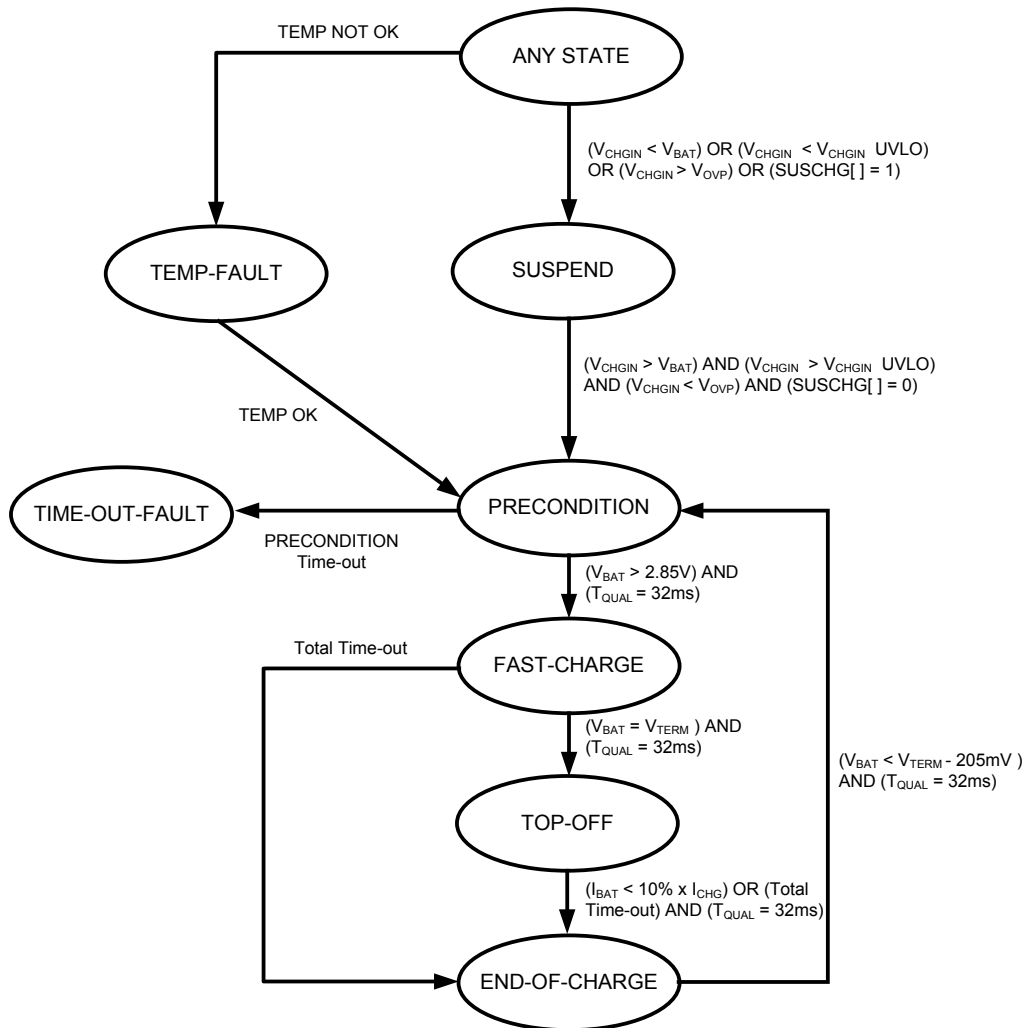 TEMP NOT OK
ANY STATE
(VCHGIN < VBAT) OR (VCHGIN < VCHGIN UVLO)
OR (VCHGIN > VOVP) OR (SUSCHG[ ] = 1)
TEMP-FAULT
SUSPEND
(VCHGIN > VBAT) AND (VCHGIN > VCHGIN UVLO)
AND (VCHGIN < VOVP) AND (SUSCHG[ ] = 0)
TEMP OK
TIME-OUT-FAULT
PRECONDITION
PRECONDITION
Time-out
(VBAT > 2.85V) AND
(TQUAL = 32ms)
Total Time-out
FAST-CHARGE
(VBAT = VTERM ) AND
(TQUAL = 32ms)
(VBAT < VTERM - 205mV )
AND (TQUAL = 32ms)
TOP-OFF
(IBAT < 10% x ICHG) OR (Total
Time-out) AND (TQUAL = 32ms)
END-OF-CHARGE